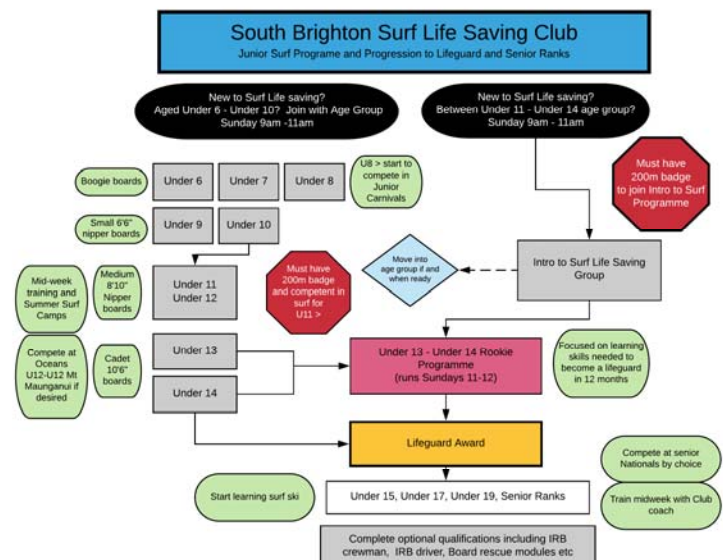 South Brighton Surf Life Saving Club
Junior Surf Programe and Progression to Lifeguard and Senior Ranks
New to Surf Life saving?
Aged Under 6 - Under 10? Join with Age Group
Sunday 9am -11am
New to Surf Life saving?
Between Under 11 - Under 14 age group?
Sunday 9am - 11am
Must have
200m badge
to join Intro to Surf
Programme
Boogie boards
Under 6
Under 7
Under 8
U8 > start to
compete in
Junior
Carnivals
Small 6'6"
nipper boards
Under 9
Under 10
Mid-week
training and
Summer Surf
Camps
Medium
8'10"
Nipper
boards
Under 11
Under 12
Must have
200m badge
and competent in
surf for
U11 >
Move into
age group if and
when ready
Intro to Surf Life Saving
Group
Compete at
Oceans
U12-U12 Mt
Maunganui if
desired
Cadet
10'6"
boards
Under 13
Under 14
Under 13 - Under 14 Rookie
Programme
(runs Sundays 11-12)
Focused on learning
skills needed to
become a lifeguard
in 12 months
Lifeguard Award
Compete at senior
Nationals by choice
Start learning surf ski
Under 15, Under 17, Under 19, Senior Ranks
Train midweek with Club
coach
Complete optional qualifications including IRB
crewman, IRB driver, Board rescue modules etc